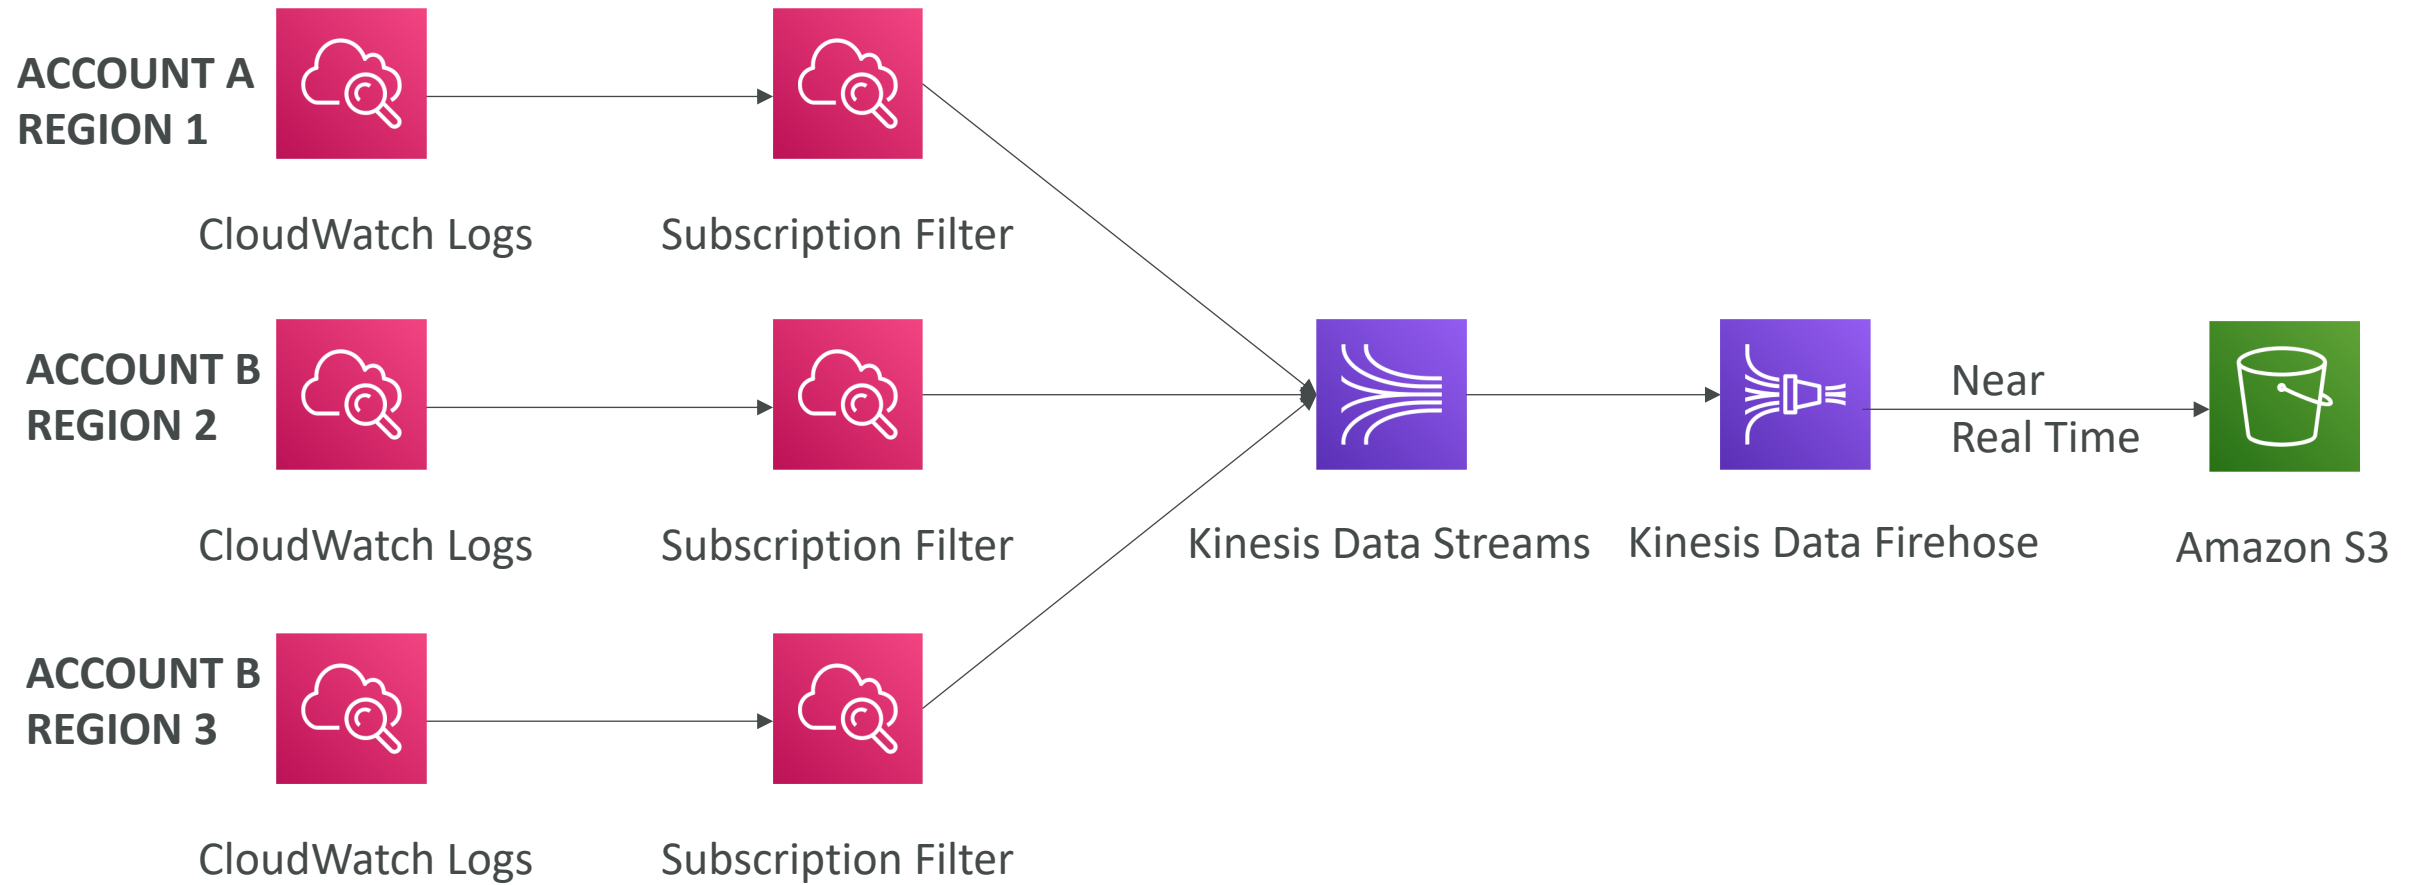 ACCOUNT A
REGION 1
CloudWatch Logs
Subscription Filter
ACCOUNT B
REGION 2
CloudWatch Logs
Subscription Filter
Kinesis Data Streams
Kinesis Data Firehose
Near
Real Time
Amazon S3
ACCOUNT B
REGION 3
CloudWatch Logs
Subscription Filter